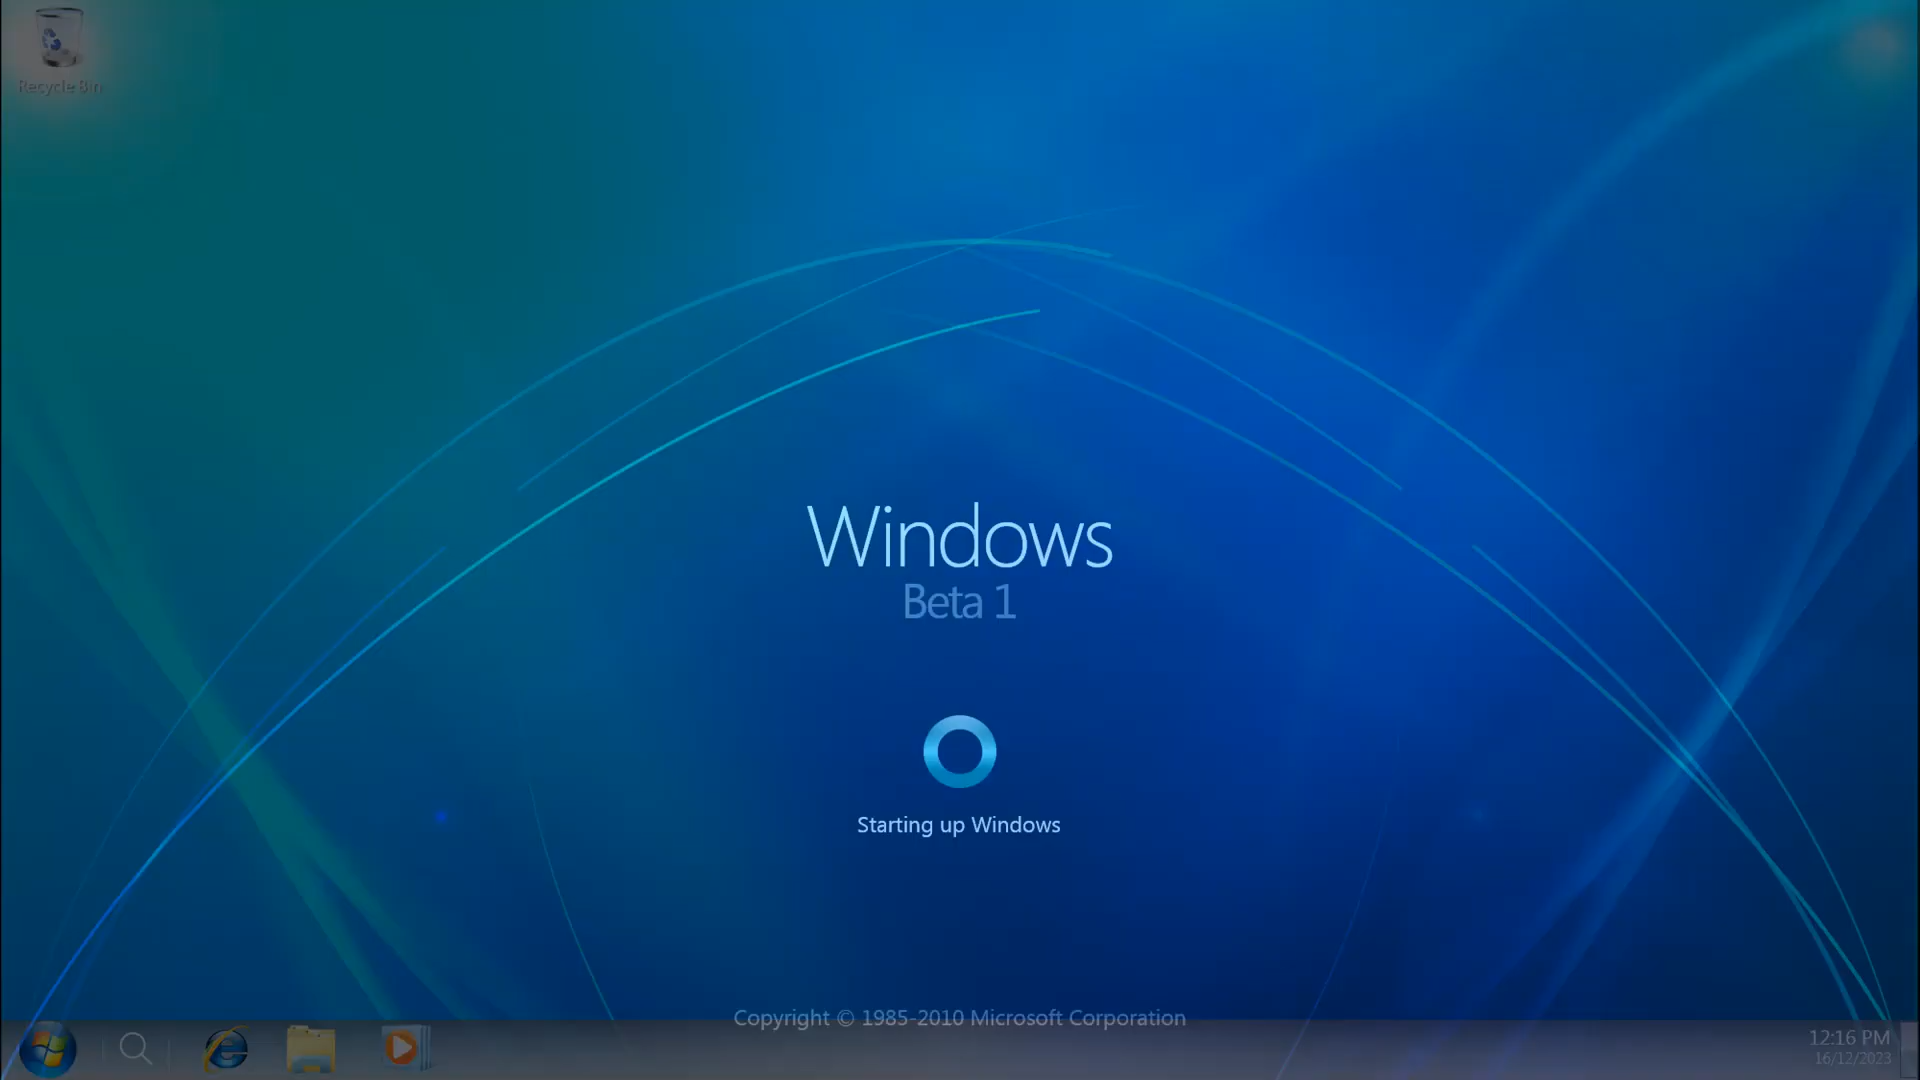 Recycle Bin
Windows
Beta 1
Starting up Windows
Copyright © 1985-2010 Microsoft Corporation
12:16 PM
16/12/2023